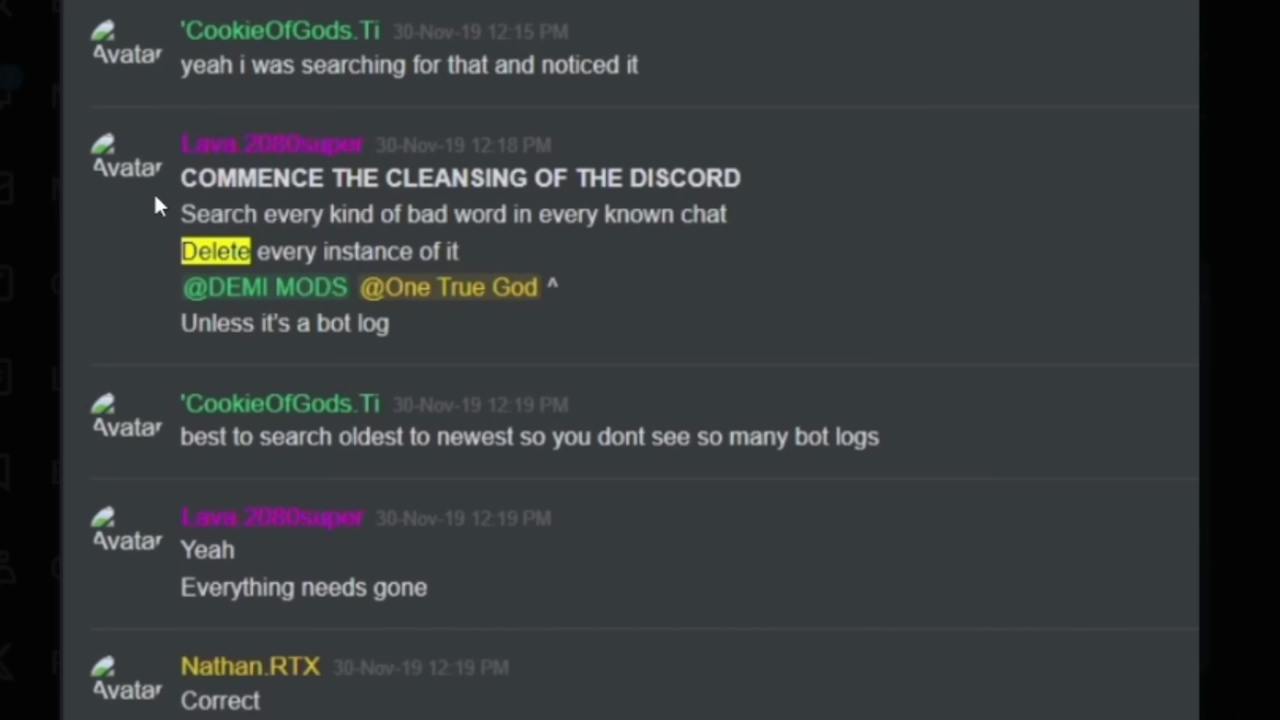 'CookieOfGods.Ti 30-Nov-19 12:15 PM
Avatar
yeah i was searching for that and noticed it
Lava.2080super 30-Nov-19 12:18 PM
Avatar
COMMENCE THE CLEANSING OF THE DISCORD
Search every kind of bad word in every known chat
Delete every instance of it
@DEMI MODS @One True God ^
Unless it's a bot log
'CookieOfGods.Ti 30-Nov-19 12:19 PM
Avatar
best to search oldest to newest so you dont see so many bot logs
Lava.2080super 30-Nov-19 12:19 PM
Avatar
Yeah
Everything needs gone
Nathan.RTX 30-Nov-19 12:19 PM
Avatar
Correct